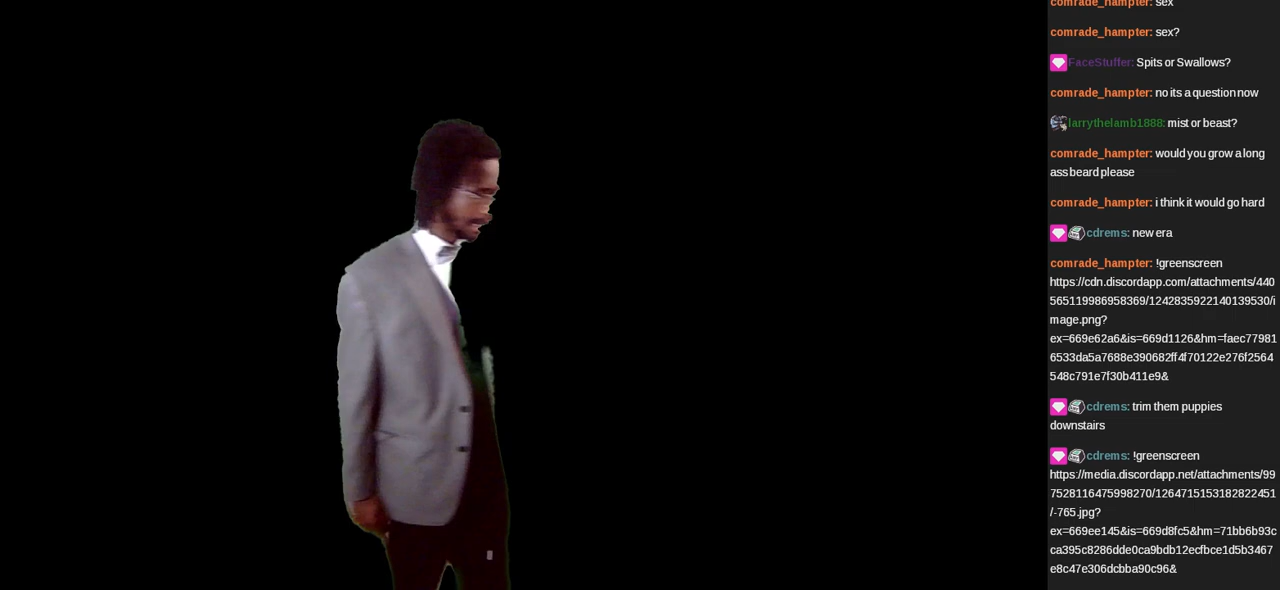 comrade_hampter: sex
comrade_hampter: sex?
FaceStuffer: Spits or Swallows?
comrade_hampter: no its a question now
larrythelamb1888: mist or beast?
comrade_hampter: would you grow a long
ass beard please
comrade_hampter: i think it would go hard
cdrems: new era
comrade_hampter: !greenscreen
https://cdn.discordapp.com/attachments/440
565119986958369/1242835922140139530/i
mage.png?
ex=669e62a6&is=669d1126&hm=faec77981
6533da5a7688e390682ff4f70122e276f2564
548c791e7f30b411e9&
cdrems: trim them puppies
downstairs
cdrems: !greenscreen
https://media.discordapp.net/attachments/99
7528116475998270/1264715153182822451
/-765.jpg?
ex=669ee145&is=669d8fc5&hm=71bb6b93c
ca395c8286dde0ca9bdb12ecfbce1d5b3467
e8c47e306dcbba90c96&